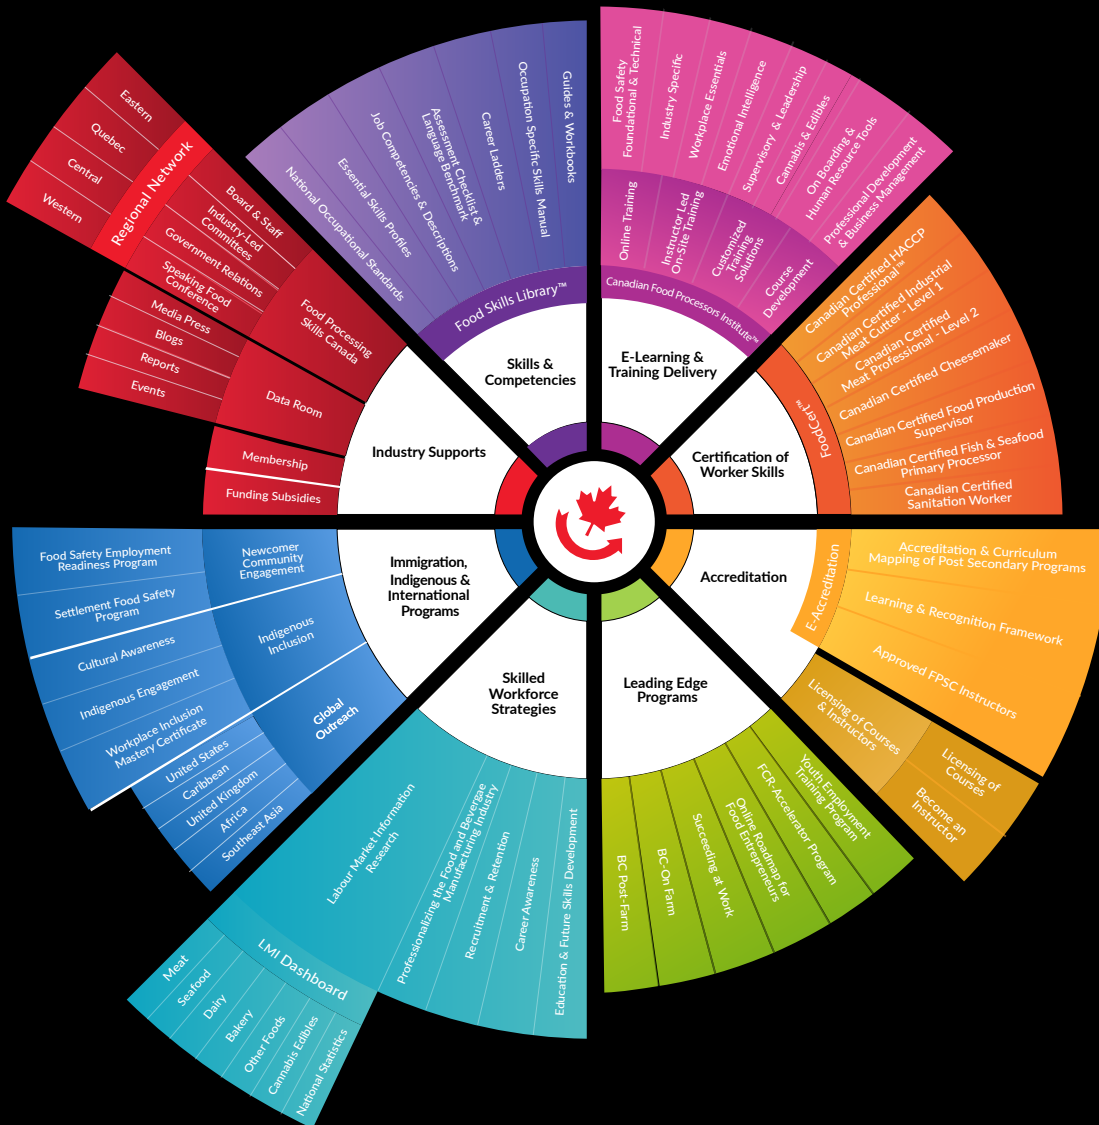 Skills &
Competencies
Food Skills Library™
National Occupational Standards
Essential Skills Profiles
Job Competencies & Descriptions
Assessment Checklist &
Language Benchmark
Career Ladders
Occupation Specific Skills Manual
Guides & Workbooks
E-Learning &
Training Delivery
Canadian Food Processors Institute™
Online Training
Instructor Led
On-Site Training
Customized
Training
Solutions
Course
Development
Food Safety
Foundational & Technical
Industry Specific
Workplace Essentials
Emotional Intelligence
Supervisory & Leadership
Cannabis & Edibles
On Boarding &
Human Resource Tools
Professional Development
& Business Management
Certification of
Worker Skills
FoodCert™
Canadian Certified HACCP
Professional™
Canadian Certified Industrial
Meat Cutter - Level 1
Canadian Certified
Meat Professional - Level 2
Canadian Certified Cheesemaker
Canadian Certified Food Production
Supervisor
Canadian Certified Fish & Seafood
Primary Processor
Canadian Certified
Sanitation Worker
Accreditation
E-Accreditation
Accreditation & Curriculum
Mapping of Post Secondary Programs
Learning & Recognition Framework
Approved FPSC Instructors
Licensing of Courses
& Instructors
Licensing of
Courses
Become an
Instructor
Leading Edge
Programs
Youth Employment
Training Program
FCR-Accelerator Program
Online Roadmap for
Food Entrepreneurs
Succeeding at Work
BC-On Farm
BC Post-Farm
Skilled
Workforce
Strategies
Education & Future Skills Development
Career Awareness
Recruitment & Retention
Professionalizing the Food and Bevergae
Manufacturing Industry
Labour Market Information
Research
LMI Dashboard
Meat
Seafood
Dairy
Bakery
Other Foods
Cannabis Edibles
National Statistics
Immigration,
Indigenous &
International
Programs
Newcomer
Community
Engagement
Food Safety Employment
Readiness Program
Settlement Food Safety
Program
Indigenous
Inclusion
Cultural Awareness
Indigenous Engagement
Workplace Inclusion
Mastery Certificate
Global
Outreach
United States
Caribbean
United Kingdom
Africa
Southeast Asia
Industry Supports
Funding Subsidies
Membership
Data Room
Events
Reports
Blogs
Media Press
Food Processing
Skills Canada
Speaking Food
Conference
Government Relations
Industry-Led
Committees
Board & Staff
Regional Network
Western
Central
Quebec
Eastern